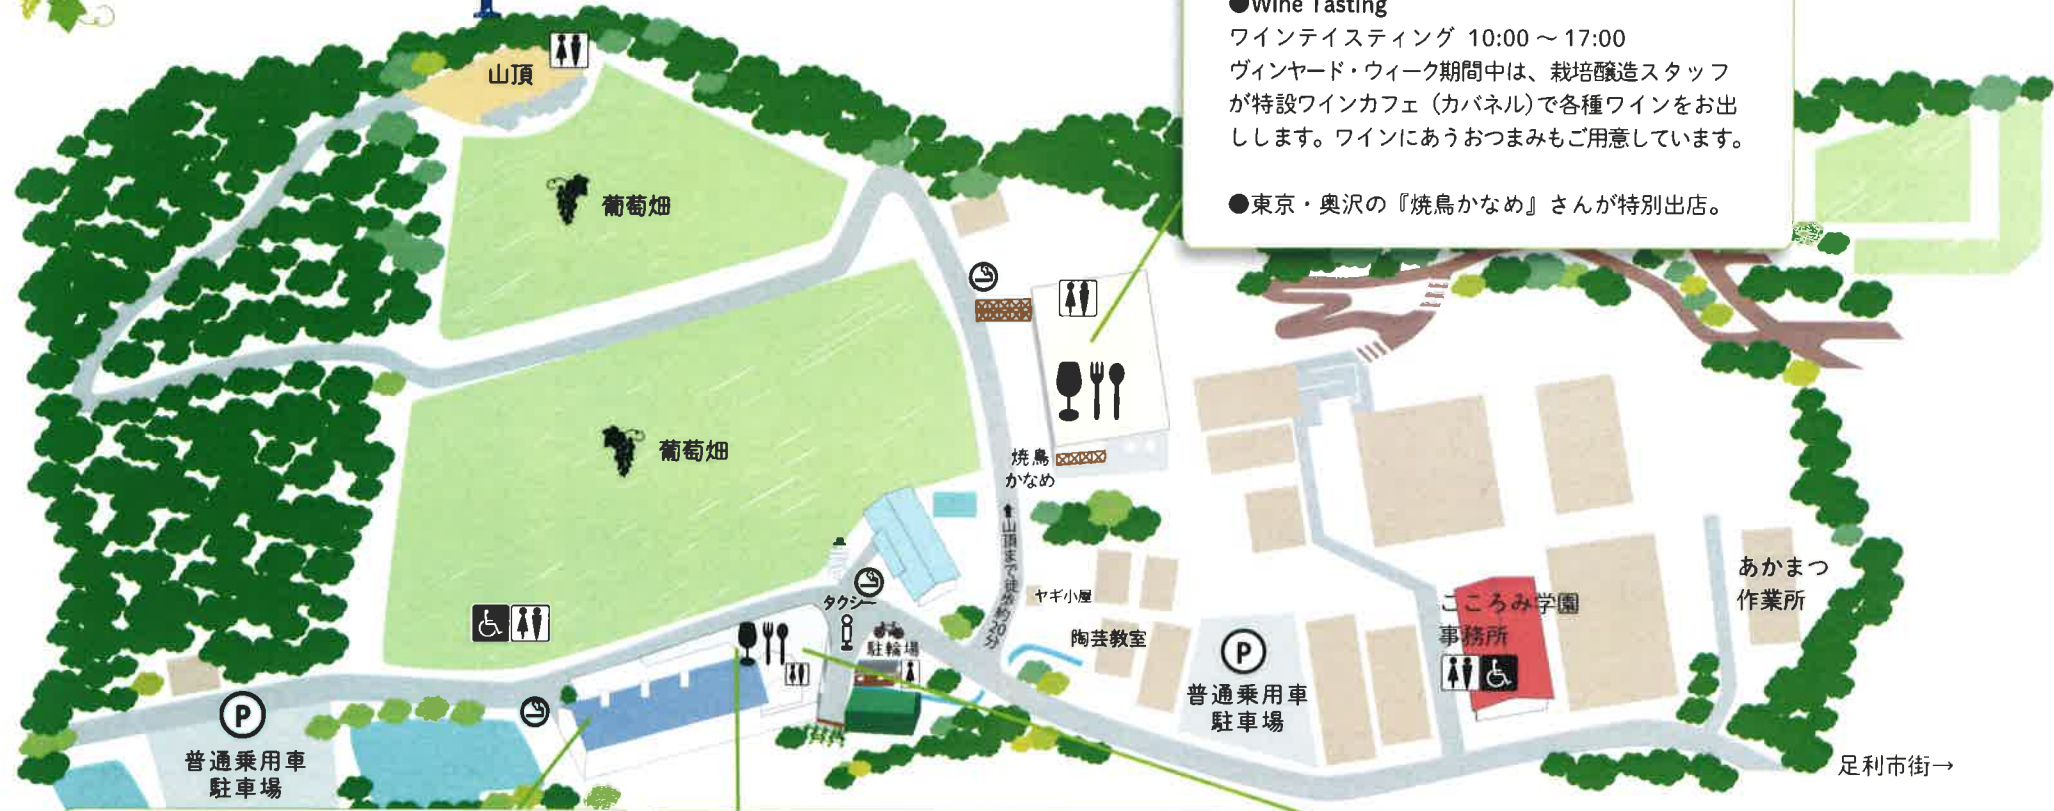 ●Wine Tasting
ワインテイスティング 10:00 ～ 17:00
ヴィンヤード・ウィーク期間中は、栽培醸造スタッフ
が特設ワインカフェ（カバネル）で各種ワインをお出
しします。ワインにあうおつまみもご用意しています。
●東京・奥沢の『焼鳥かなめ』さんが特別出店。
山頂
葡萄畑
葡萄畑
焼鳥
かなめ
⬆山頂まで徒歩約20分
タクシー
駐輪場
ヤギ小屋
陶芸教室
P
普通乗用車
駐車場
こころみ学園
事務所
あかまつ
作業所
P
普通乗用車
駐車場
足利市街→